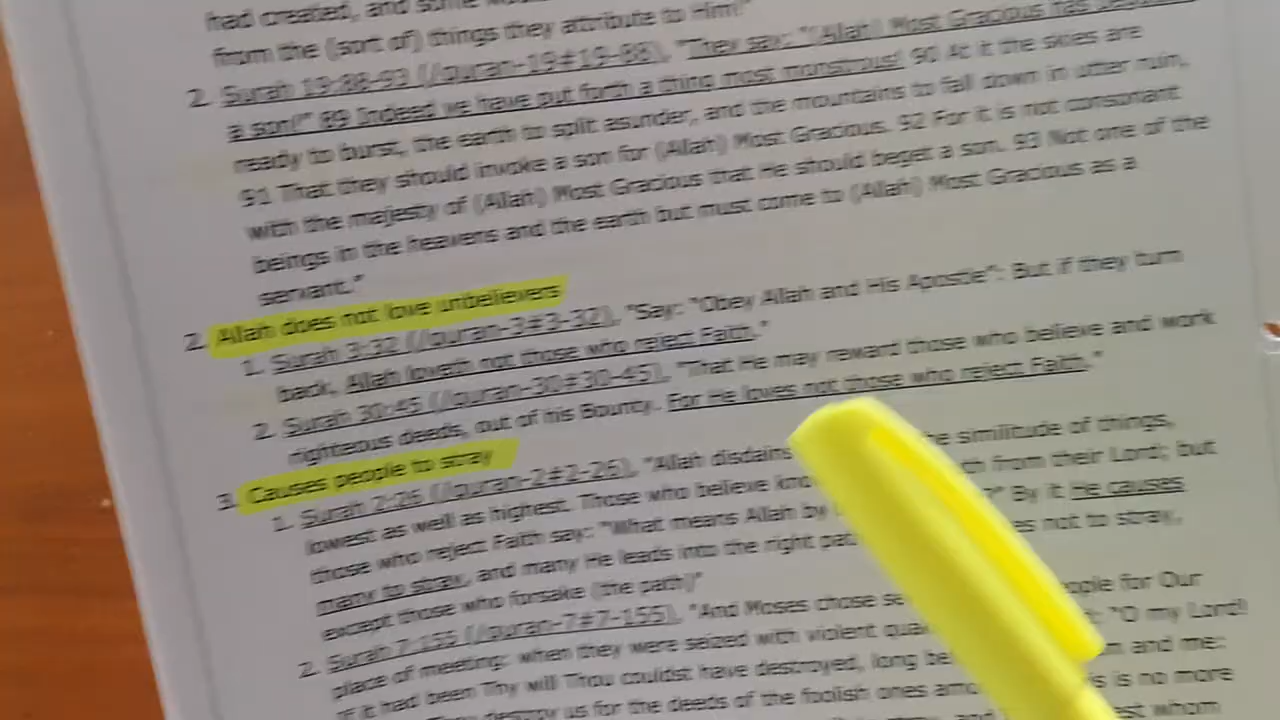 had created, and some
from the (sort of) things they attribute to Him!"
2. Surah 19:88-93 (/quran-19#19-88), "They say: "(Allah) Most Gracious has
a son!" 89 Indeed ye have put forth a thing most monstrous! 90 At it the skies are
ready to burst, the earth to split asunder, and the mountains to fall down in utter ruin,
91 That they should invoke a son for (Allah) Most Gracious. 92 For it is not consonant
with the majesty of (Allah) Most Gracious that He should beget a son. 93 Not one of the
beings in the heavens and the earth but must come to (Allah) Most Gracious as a
servant."
2. Allah does not love unbelievers
1. Surah 3:32 (/quran-3#3-32), "Say: "Obey Allah and His Apostle": But if they turn
back, Allah loveth not those who reject Faith."
2. Surah 30:45 (/quran-30#30-45), "That He may reward those who believe and work
righteous deeds, out of his Bounty. For He loves not those who reject Faith."
3. Causes people to stray
1. Surah 2:26 (/quran-2#2-26), "Allah disdains the similitude of things,
lowest as well as highest. Those who believe from their Lord; but
those who reject Faith say: "What means Allah by By it He causes
many to stray, and many He leads into the right not to stray,
except those who forsake (the path)"
2. Surah 7:155 (/quran-7#7-155), "And Moses chose for Our
place of meeting: when they were seized with violent "O my Lord!
if it had been Thy will Thou couldst have destroyed, long and me:
destroy us for the deeds of the foolish ones is no more
whom